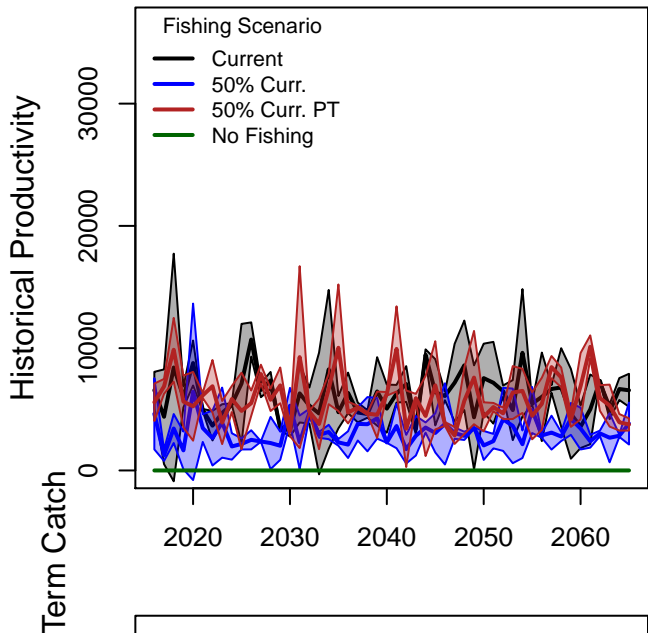 Fishing Scenario
Current
50% Curr.
50% Curr. PT
No Fishing
Historical Productivity
30000
20000
10000
0
2020 2030 2040 2050 2060
Term Catch